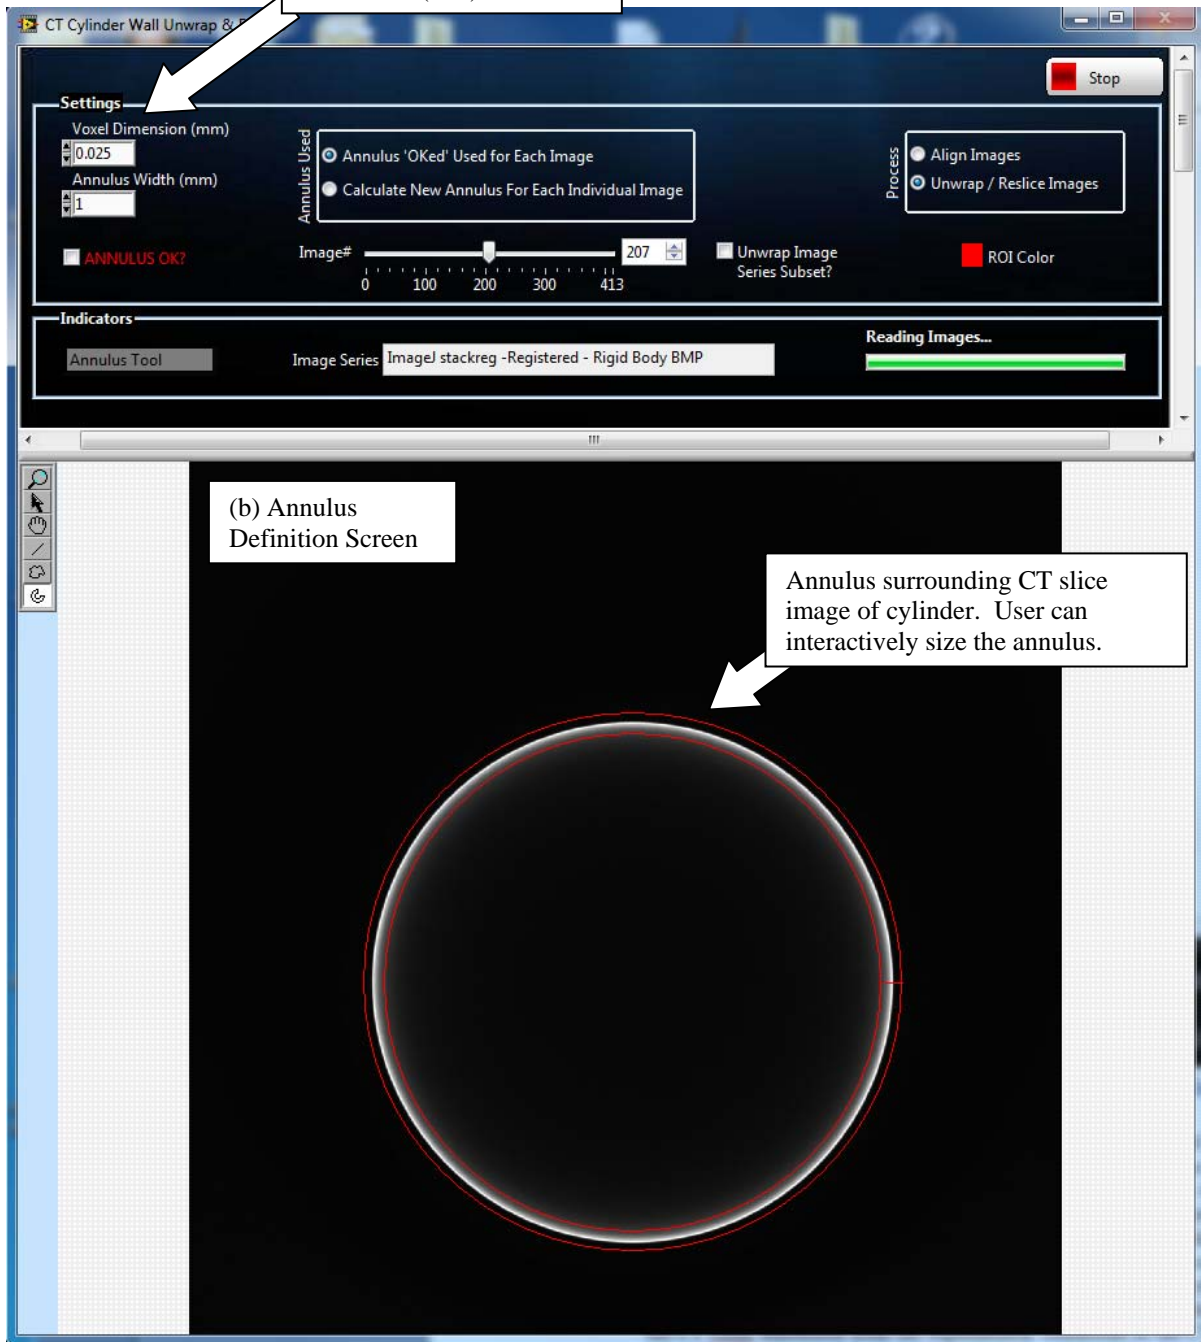 CT Cylinder Wall Unwrap &
Stop
Settings
Voxel Dimension (mm)
0.025
Annulus Width (mm)
1
ANNULUS OK?
Annulus Used
Annulus 'OKed' Used for Each Image
Calculate New Annulus For Each Individual Image
Process
Align Images
Unwrap / Reslice Images
Image#
207
0 100 200 300 413
Unwrap Image
Series Subset?
ROI Color
Indicators
Annulus Tool
Image Series
ImageJ stackreg -Registered - Rigid Body BMP
Reading Images...
(b) Annulus
Definition Screen
Annulus surrounding CT slice
image of cylinder. User can
interactively size the annulus.